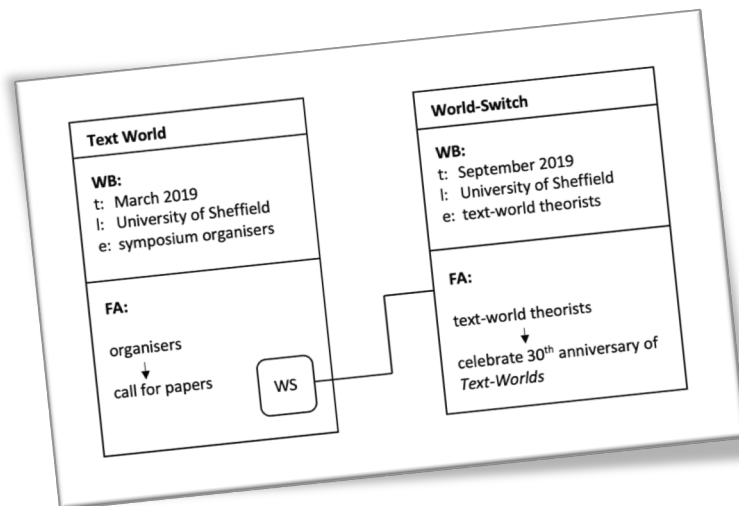 Text World
WB:
t: March 2019
l: University of Sheffield
e: symposium organisers
FA:
organisers
call for papers
WS
World-Switch
WB:
t: September 2019
l: University of Sheffield
e: text-world theorists
FA:
text-world theorists
celebrate 30th anniversary of
Text-Worlds